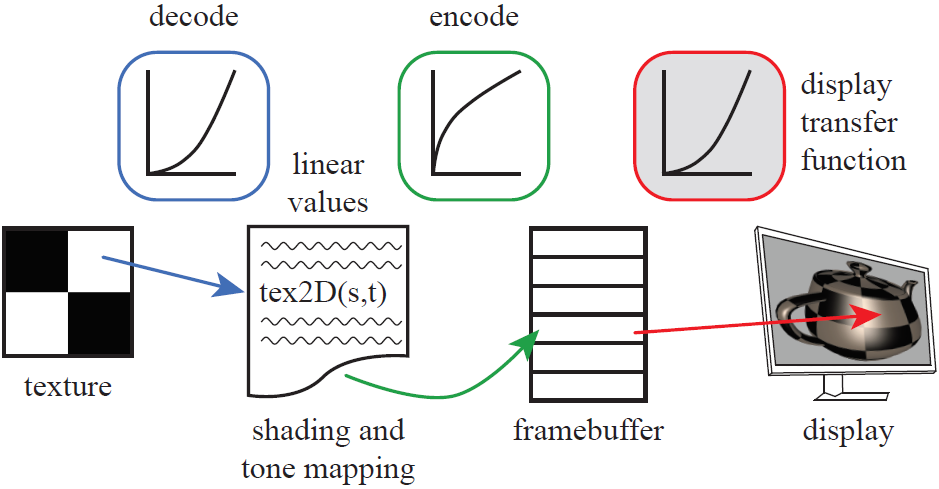 decode
encode
display
transfer
function
linear
values
tex2D(s,t)
texture
shading and
tone mapping
framebuffer
display